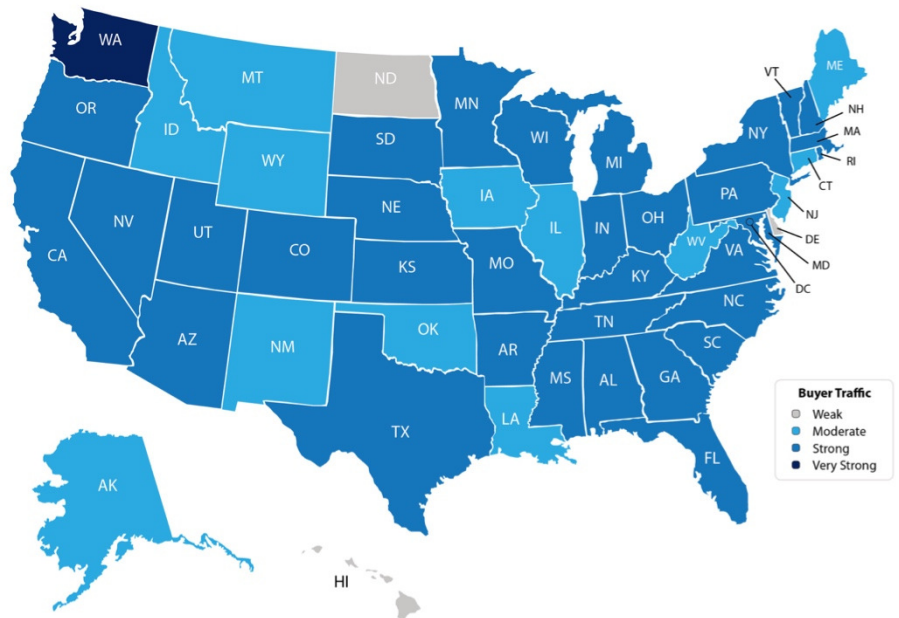 WA
MT
ND
MN
ME
VT
NH
OR
ID
SD
WI
MI
NY
MA
RI
WY
CT
IA
NE
PA
NJ
NV
UT
IL
IN
OH
DE
CA
CO
WV
VA
MD
KS
MO
KY
DC
NC
TN
OK
AZ
NM
AR
SC
MS
AL
GA
LA
TX
FL
Buyer Traffic
Weak
Moderate
Strong
Very Strong
AK
HI